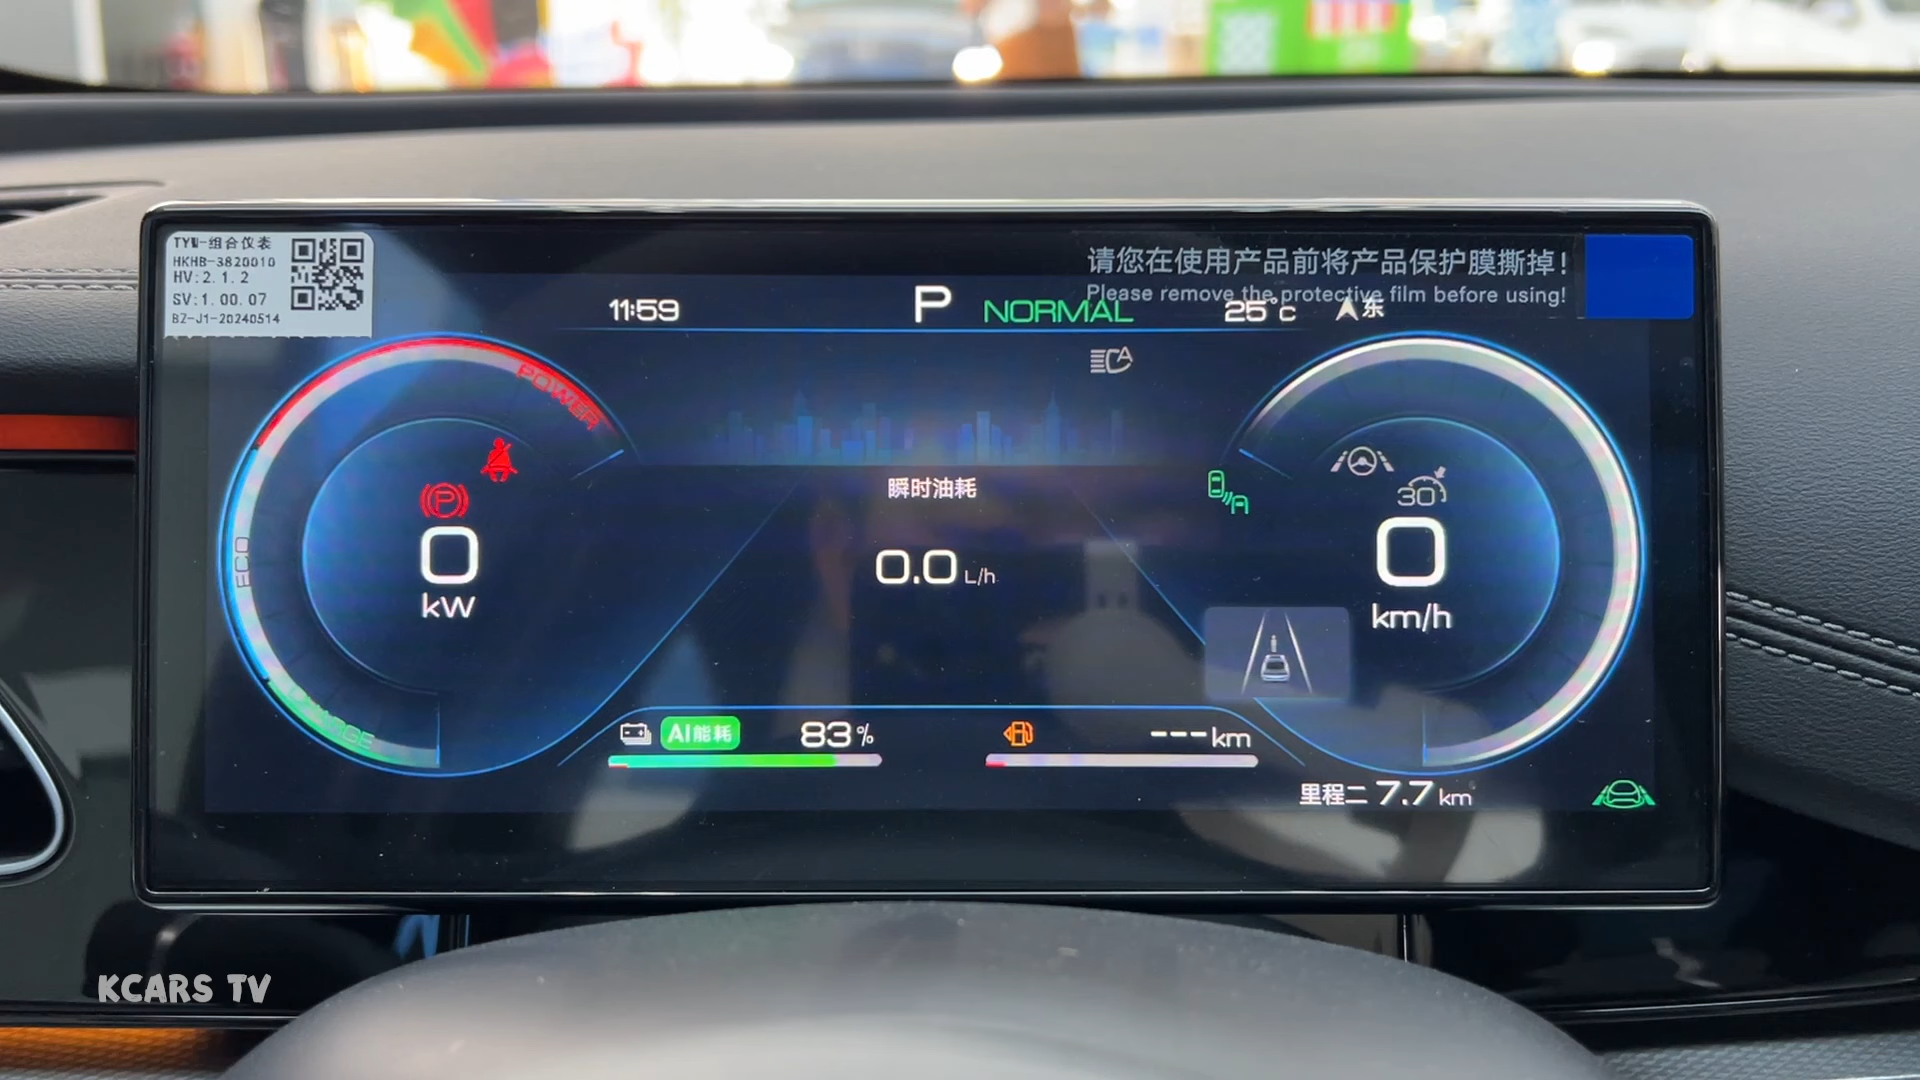 TYW-组合仪表
HKHB-3820010
HV:2.1.2
SV:1.00.07
BZ-J1-20240514
请您在使用产品前将产品保护膜撕掉!
Please remove the protective film before using!
11:59
P
NORMAL
25°c
东
A
POWER
ECO
CHARGE
P
0
kW
瞬时油耗
0.0 L/h
30
0
km/h
AI能耗
83%
---km
里程二 7.7 km
KCARS TV